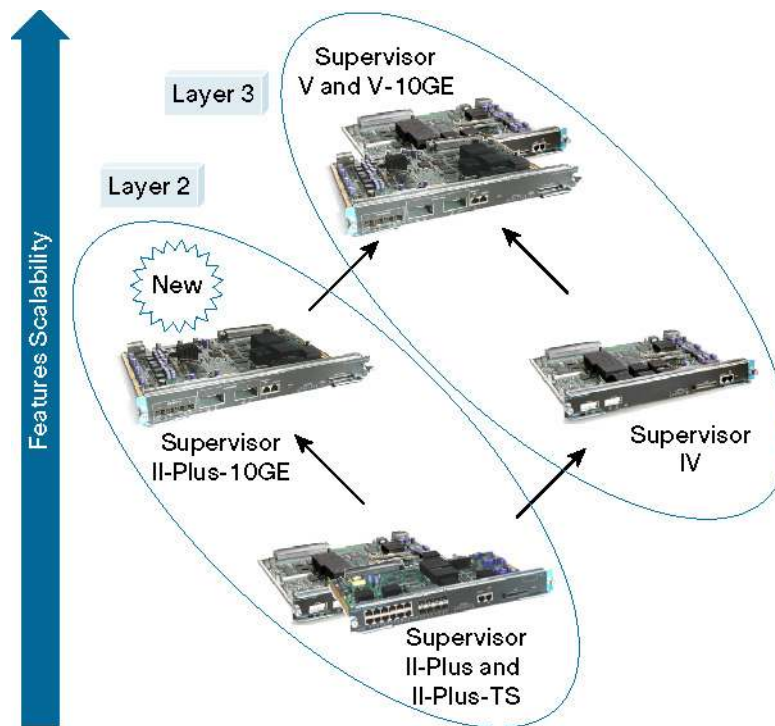 Supervisor
V and V-10GE
Layer 3
Layer 2
New
Features Scalability
Supervisor
II-Plus-10GE
Supervisor
IV
Supervisor
II-Plus and
II-Plus-TS